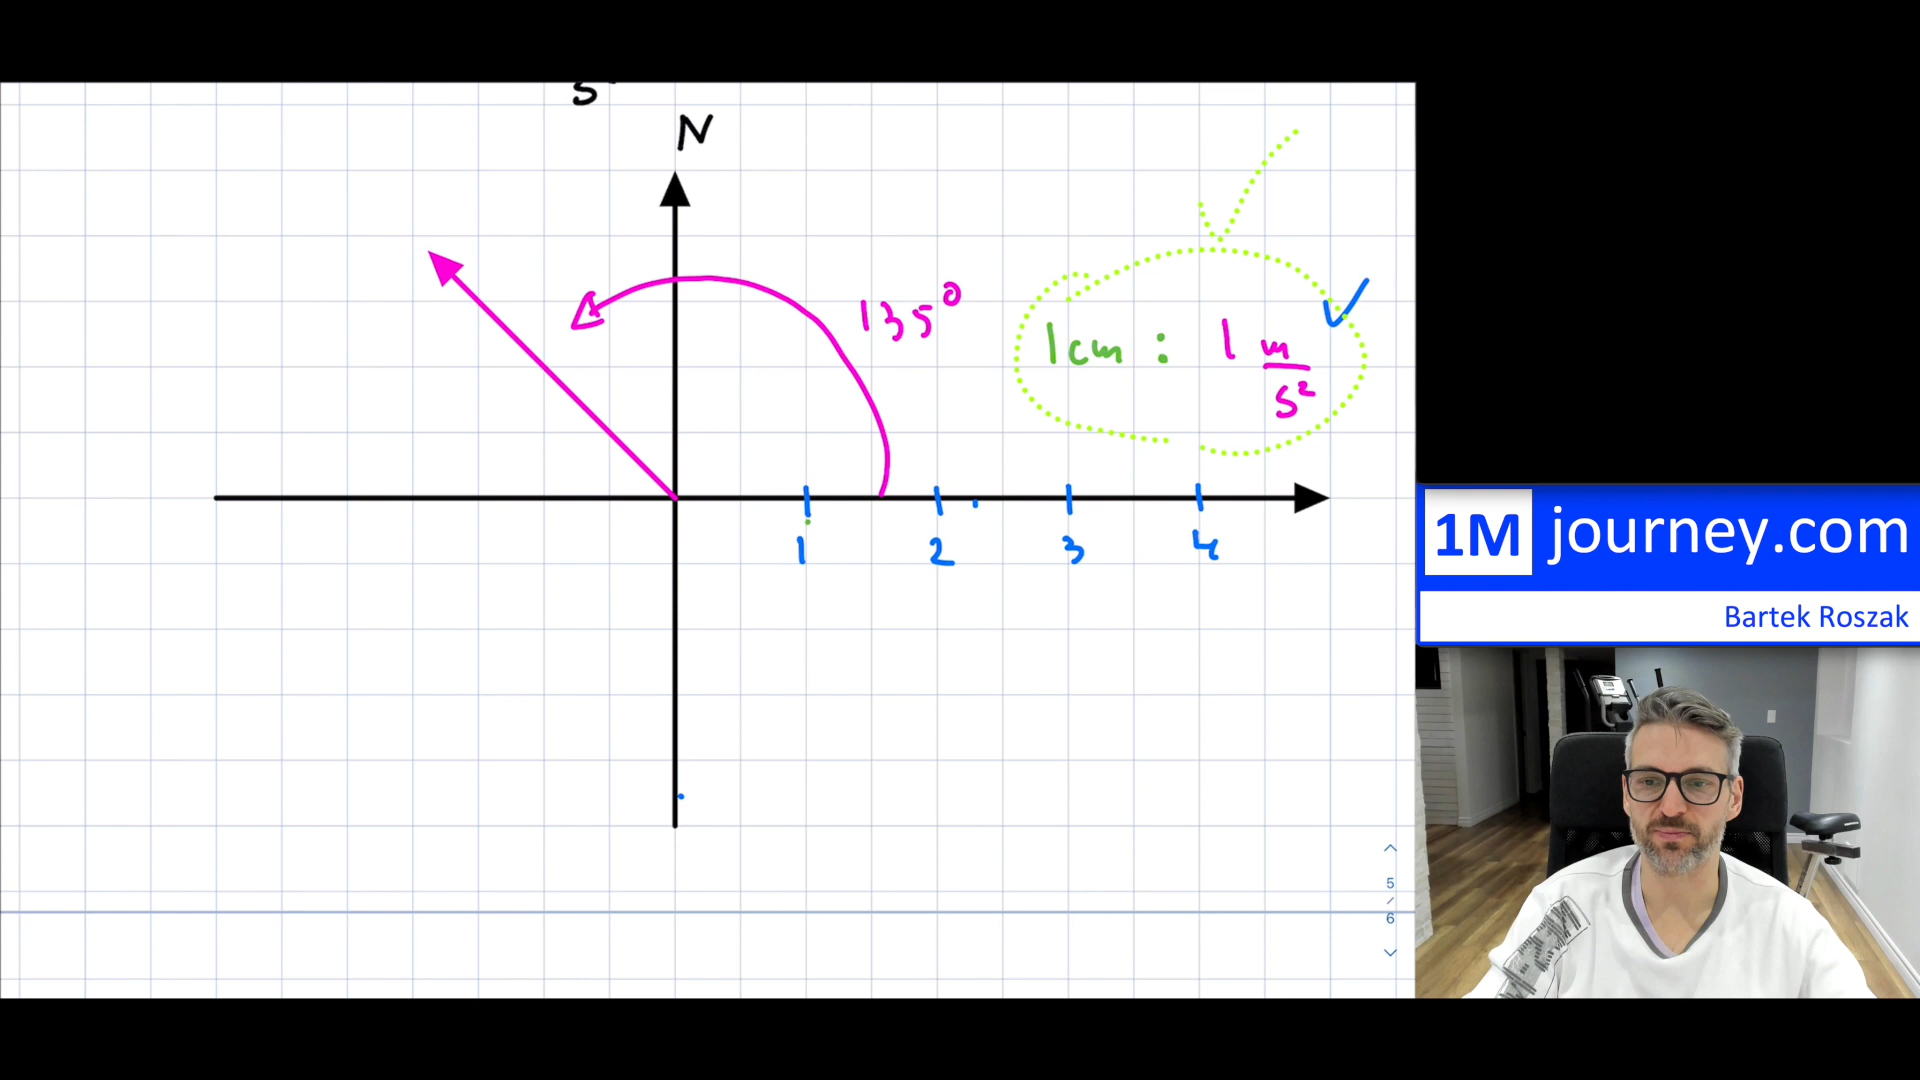 S
N
135°
1cm : 1 m/s²
1 2 3 4
1M journey.com
Bartek Roszak
5
/
6